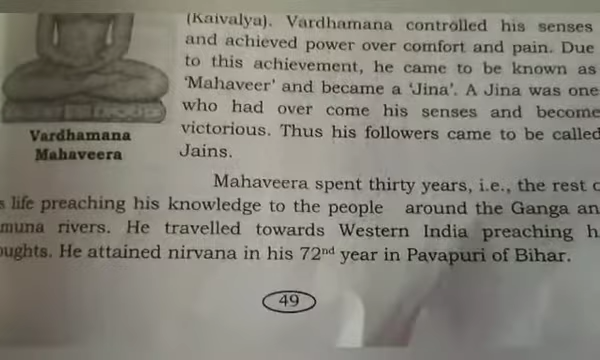 (Kaivalya). Vardhamana controlled his senses
and achieved power over comfort and pain. Due
to this achievement, he came to be known as
'Mahaveer' and became a 'Jina'. A Jina was one
who had over come his senses and become
victorious. Thus his followers came to be called
Jains.
Vardhamana
Mahaveera
Mahaveera spent thirty years, i.e., the rest
life preaching his knowledge to the people around the Ganga
rivers. He travelled towards Western India preaching
He attained nirvana in his 72nd year in Pavapuri of Bihar.
49